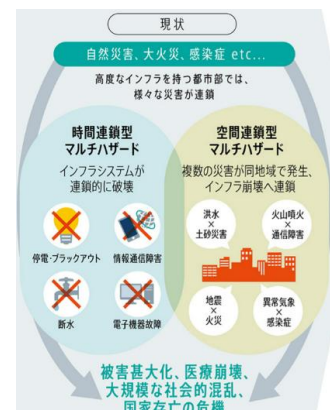 現状
自然災害、大火災、感染症 etc...
高度なインフラを持つ都市部では、
様々な災害が連鎖
時間連鎖型
マルチハザード
インフラシステムが
連鎖的に破壊
停電・ブラックアウト
情報通信障害
断水
電子機器故障
空間連鎖型
マルチハザード
複数の災害が同地域で発生、
インフラ崩壊へ連鎖
洪水
×
土砂災害
火山噴火
×
通信障害
地震
×
火災
異常気象
×
感染症
被害甚大化、医療崩壊、
大規模な社会的混乱、
国家存亡の危機